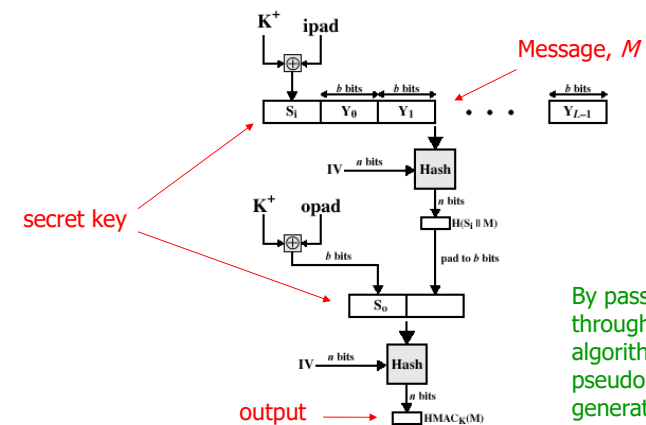 K+ ipad
Message, M
b bits b bits b bits
Si Y0 Y1 • • • YL–1
IV n bits Hash
n bits
secret key
K+ opad
H(Si || M)
b bits
pad to b bits
So
By pass
through
algorith
pseudo
generat
IV n bits Hash
n bits
output
HMACK(M)